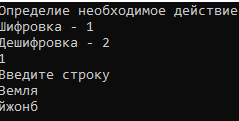 Определение необходимое действие
Шифровка - 1
Дешифровка - 2
1
Введите строку
Земля
йжонб